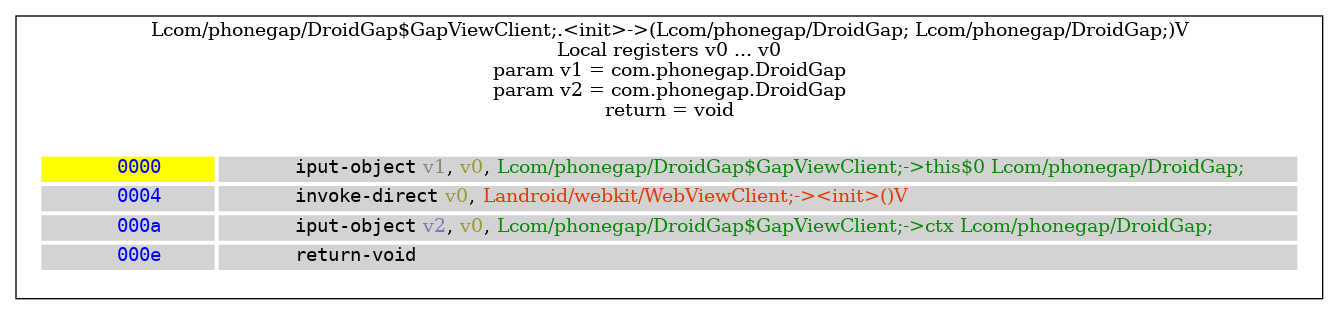 Lcom/phonegap/DroidGap$GapViewClient;.<init>->(Lcom/phonegap/DroidGap; Lcom/phonegap/DroidGap;)V
Local registers v0 ... v0
param v1 = com.phonegap.DroidGap
param v2 = com.phonegap.DroidGap
return = void
0000 iput-object v1, v0, Lcom/phonegap/DroidGap$GapViewClient;->this$0 Lcom/phonegap/DroidGap;
0004 invoke-direct v0, Landroid/webkit/WebViewClient;-><init>()V
000a iput-object v2, v0, Lcom/phonegap/DroidGap$GapViewClient;->ctx Lcom/phonegap/DroidGap;
000e return-void